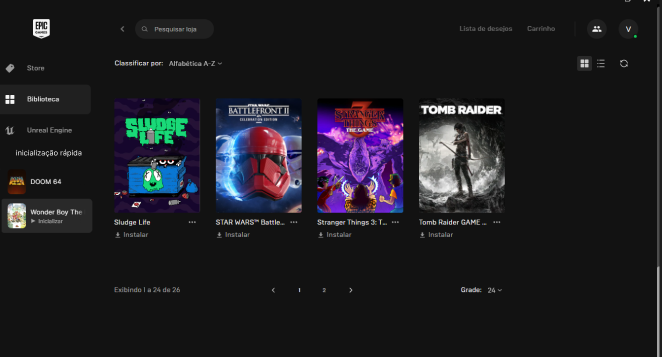 EPIC
GAMES
Pesquisar loja
Lista de desejos
Carrinho
V
Store
Biblioteca
Unreal Engine
inicialização rápida
DOOM 64
Wonder Boy The
Inicializar
Classificar por: Alfabética A-Z
SLUDGE
LIFE
STAR WARS
BATTLEFRONT II
CELEBRATION EDITION
STRANGER
THINGS
3
THE GAME
TOMB RAIDER
Sludge Life ...
Instalar
STAR WARS™ Battle... ...
Instalar
Stranger Things 3: T... ...
Instalar
Tomb Raider GAME ... ...
Instalar
Exibindo 1 a 24 de 26
1 2
Grade: 24